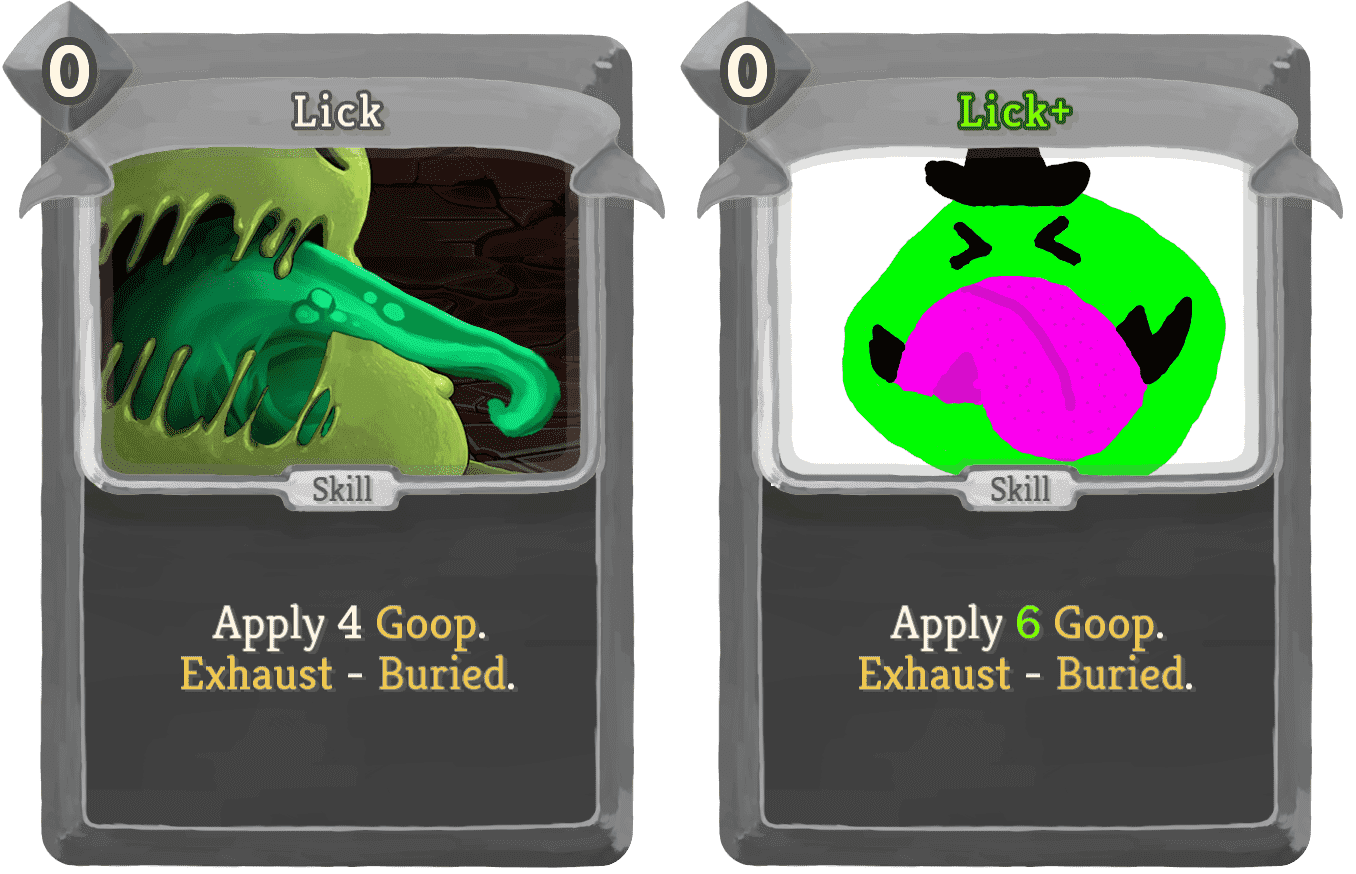 0
Lick
Skill
Apply 4 Goop.
Exhaust - Buried.
0
Lick+
Skill
Apply 6 Goop.
Exhaust - Buried.